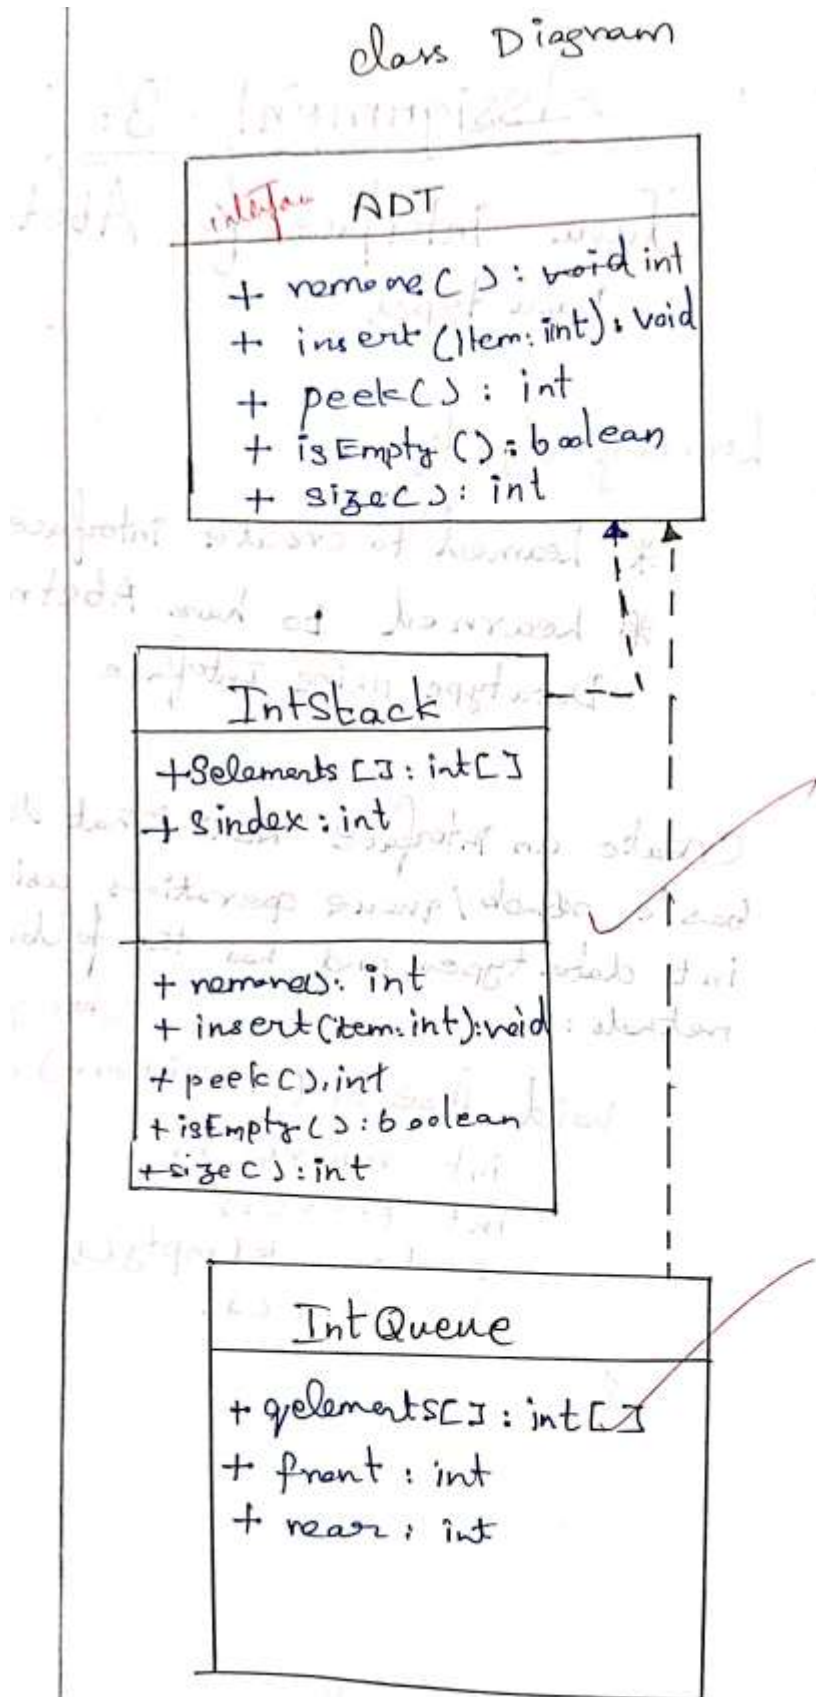 class Diagram
interface ADT
+ remove(): void int
+ insert(Item: int): void
+ peek(): int
+ isEmpty(): boolean
+ size(): int
IntStack
+ Selements[]: int[]
+ Sindex: int
+ remove(): int
+ insert(item: int): void
+ peek(), int
+ isEmpty(): boolean
+ size(): int
IntQueue
+ qelements[]: int[]
+ front: int
+ rear: int